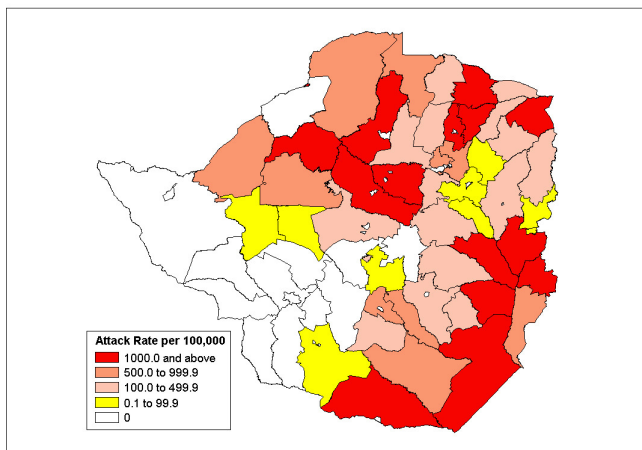 Attack Rate per 100,000
1000.0 and above
500.0 to 999.9
100.0 to 499.9
0.1 to 99.9
0